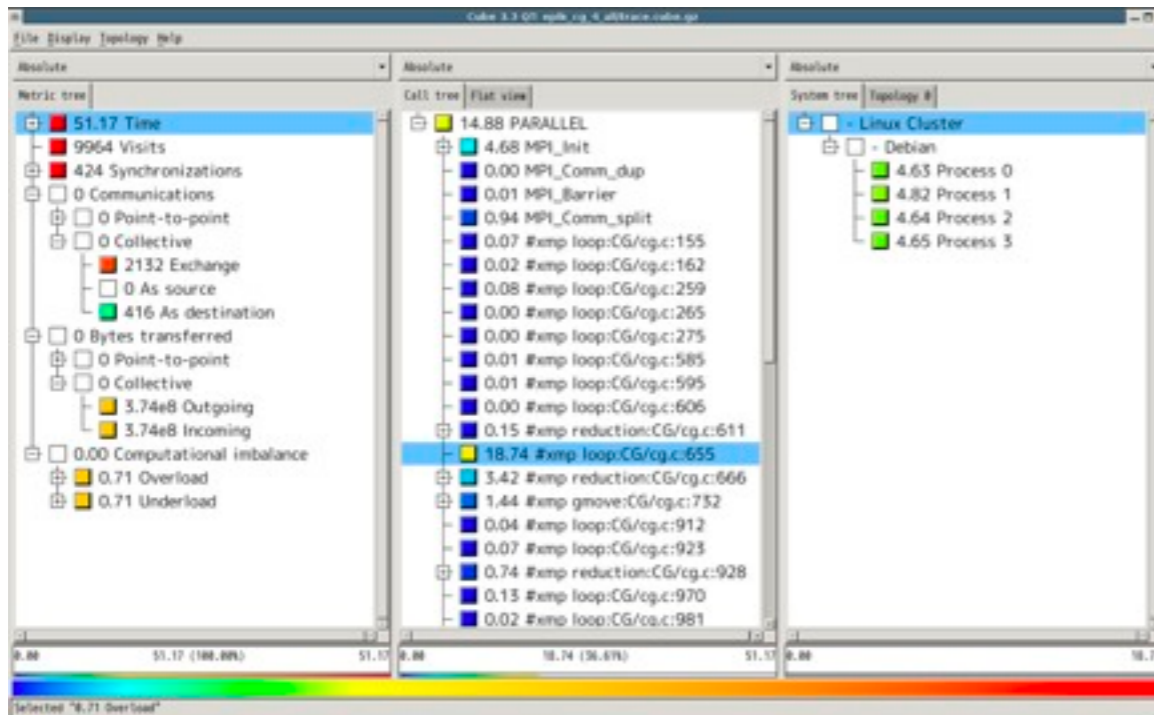 Cube 3.3 QT: epik_cg_4_alltrace.cube.gz
File Display Topology Help
Absolute
Metric tree
51.17 Time
9964 Visits
424 Synchronizations
0 Communications
0 Point-to-point
0 Collective
2132 Exchange
0 As source
416 As destination
0 Bytes transferred
0 Point-to-point
0 Collective
3.74e8 Outgoing
3.74e8 Incoming
0.00 Computational imbalance
0.71 Overload
0.71 Underload
0.00 51.17 (100.00%) 51.17
Absolute
Call tree Flat view
14.88 PARALLEL
4.68 MPI_Init
0.00 MPI_Comm_dup
0.01 MPI_Barrier
0.94 MPI_Comm_split
0.07 #xmp loop:CG/cg.c:155
0.02 #xmp loop:CG/cg.c:162
0.08 #xmp loop:CG/cg.c:259
0.00 #xmp loop:CG/cg.c:265
0.00 #xmp loop:CG/cg.c:275
0.01 #xmp loop:CG/cg.c:585
0.01 #xmp loop:CG/cg.c:595
0.00 #xmp loop:CG/cg.c:606
0.15 #xmp reduction:CG/cg.c:611
18.74 #xmp loop:CG/cg.c:655
3.42 #xmp reduction:CG/cg.c:666
1.44 #xmp gmove:CG/cg.c:732
0.04 #xmp loop:CG/cg.c:912
0.07 #xmp loop:CG/cg.c:923
0.74 #xmp reduction:CG/cg.c:928
0.13 #xmp loop:CG/cg.c:970
0.02 #xmp loop:CG/cg.c:981
0.00 18.74 (36.61%) 51.17
Absolute
System tree Topology 0
- Linux Cluster
- Debian
4.63 Process 0
4.82 Process 1
4.64 Process 2
4.65 Process 3
0.00 18.7
Selected "0.71 Overload"